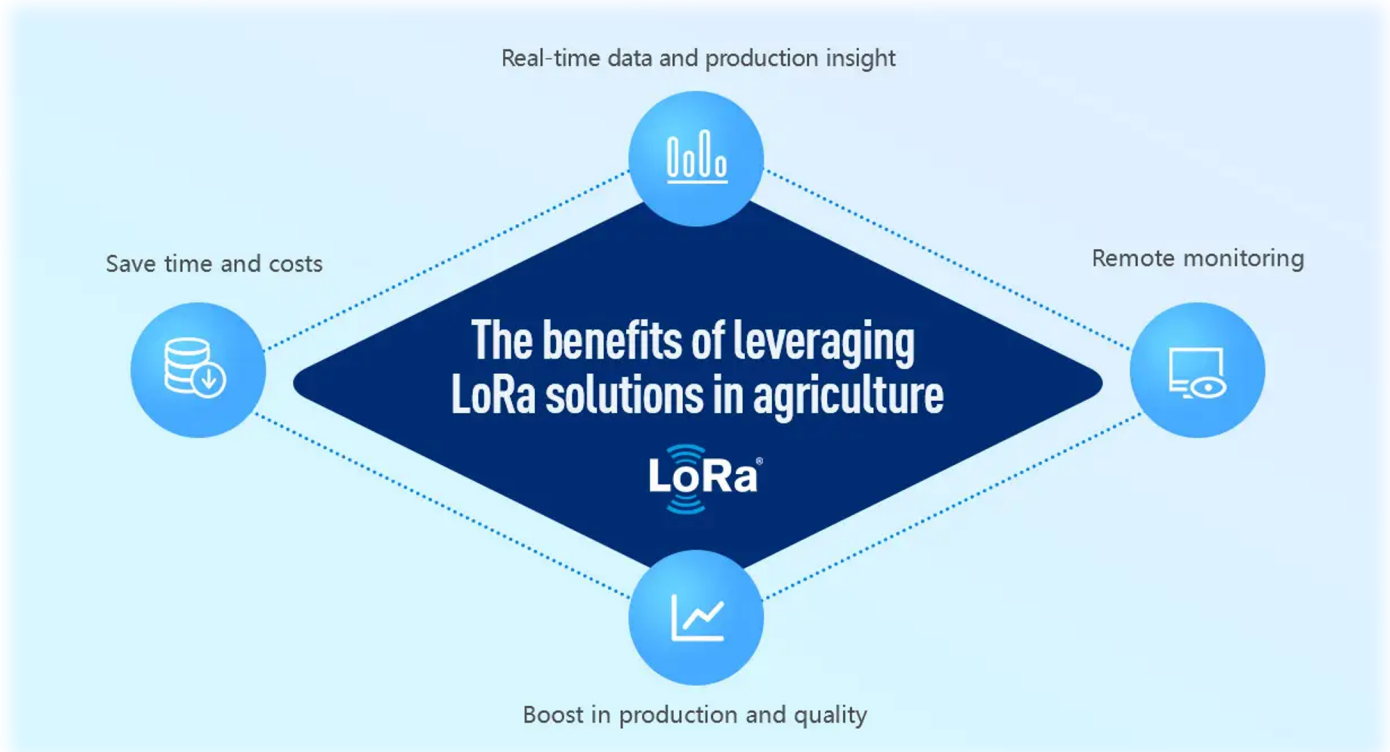 Real-time data and production insight
Save time and costs
Remote monitoring
The benefits of leveraging
LoRa solutions in agriculture
LoRa®
Boost in production and quality